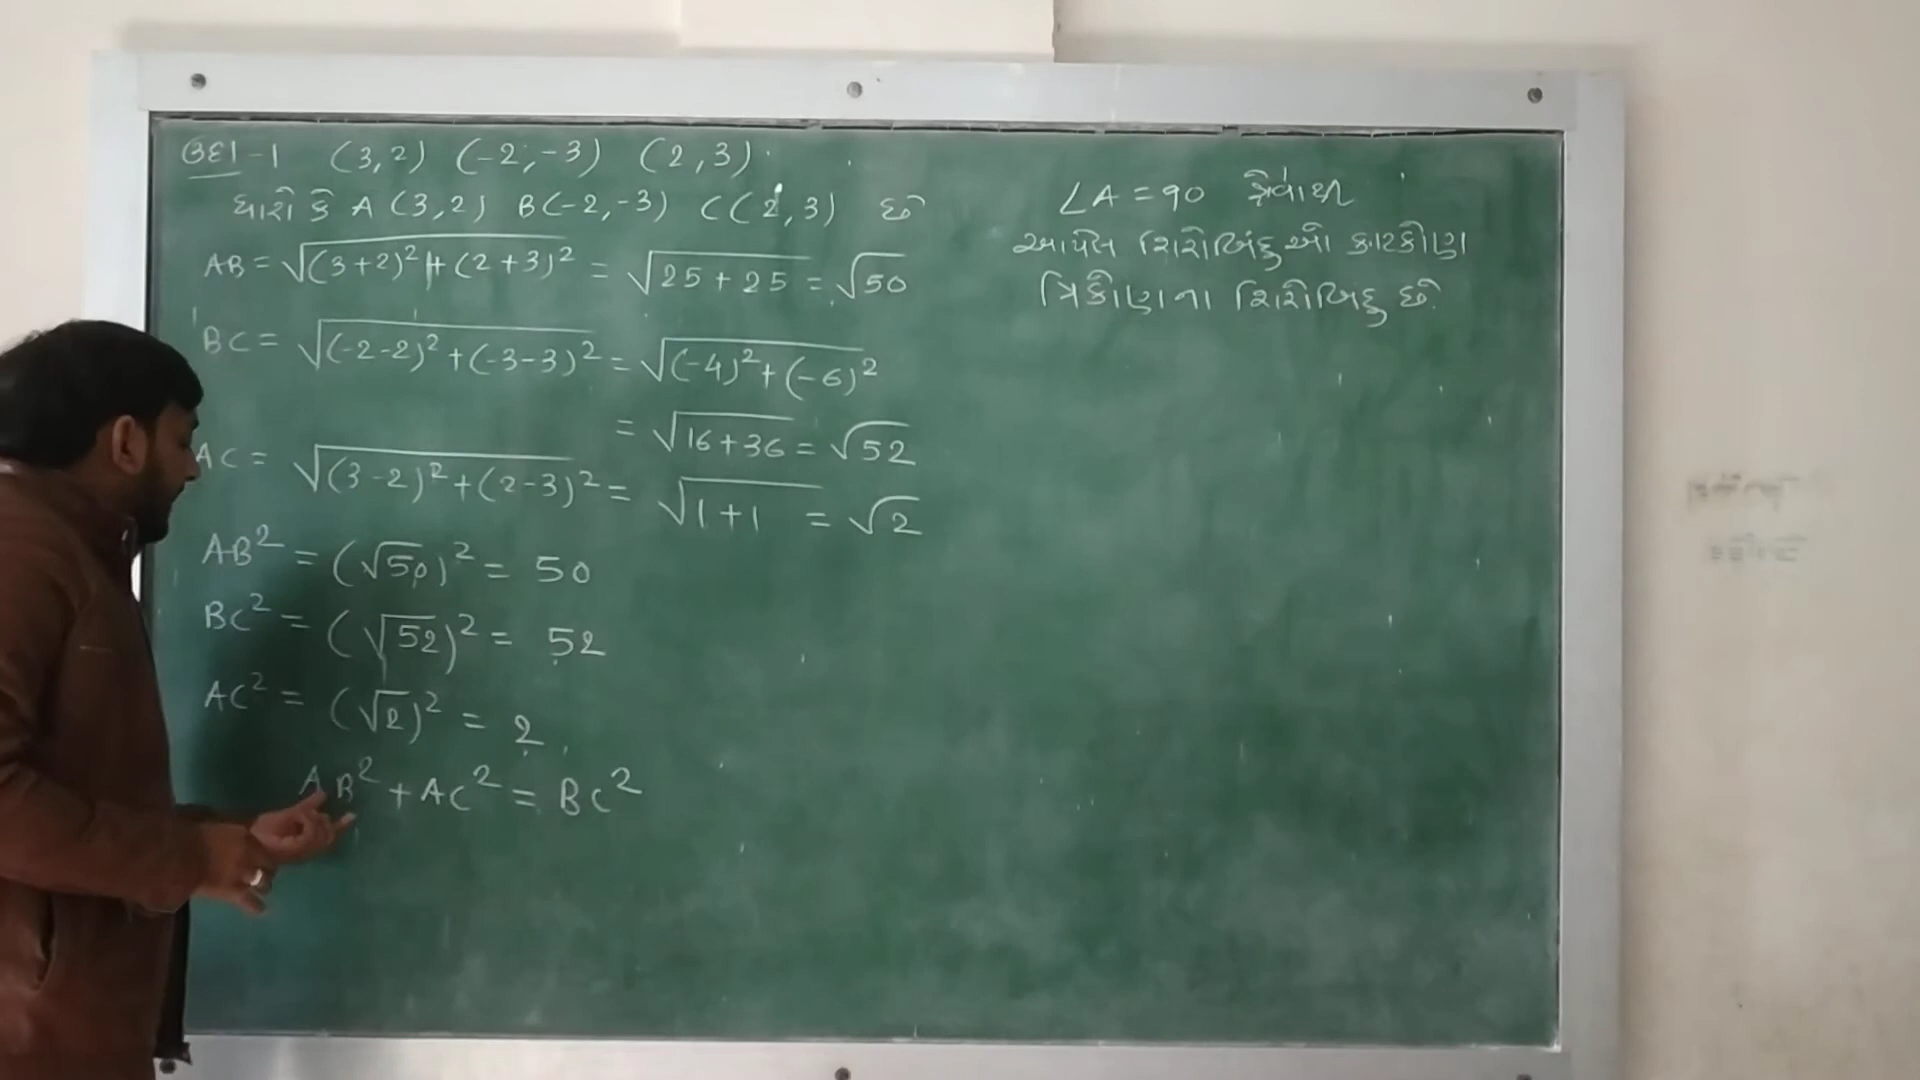 ઉદા-1 (3,2) (-2,-3) (2,3).
ધારો કે A (3,2) B(-2,-3) C(2,3) છે
AB = √(3+2)² + (2+3)² = √25+25 = √50
BC = √(-2-2)² + (-3-3)² = √(-4)² + (-6)²
= √16+36 = √52
AC = √(3-2)² + (2-3)² = √1+1 = √2
AB² = (√50)² = 50
BC² = (√52)² = 52
AC² = (√2)² = 2
AB² + AC² = BC²
∠A = 90 હોવાથી
આપેલ શિરોબિંદુઓ કાટકોણ
ત્રિકોણના શિરોબિંદુ છે.